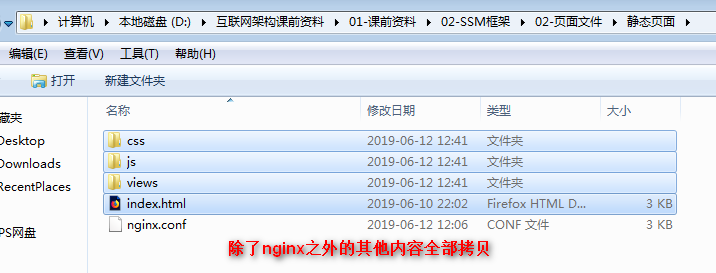 计算机 本地磁盘 (D:) 互联网架构课前资料 01-课前资料 02-SSM框架 02-页面文件 静态页面
编辑(E) 查看(V) 工具(T) 帮助(H)
打开 新建文件夹
名称 修改日期 类型 大小
藏夹
Desktop
Downloads
RecentPlaces
PS网盘
css 2019-06-12 12:41 文件夹
js 2019-06-12 12:41 文件夹
views 2019-06-12 12:41 文件夹
index.html 2019-06-10 22:02 Firefox HTML D... 3 KB
nginx.conf 2019-06-12 12:06 CONF 文件 3 KB
除了nginx之外的其他内容全部拷贝